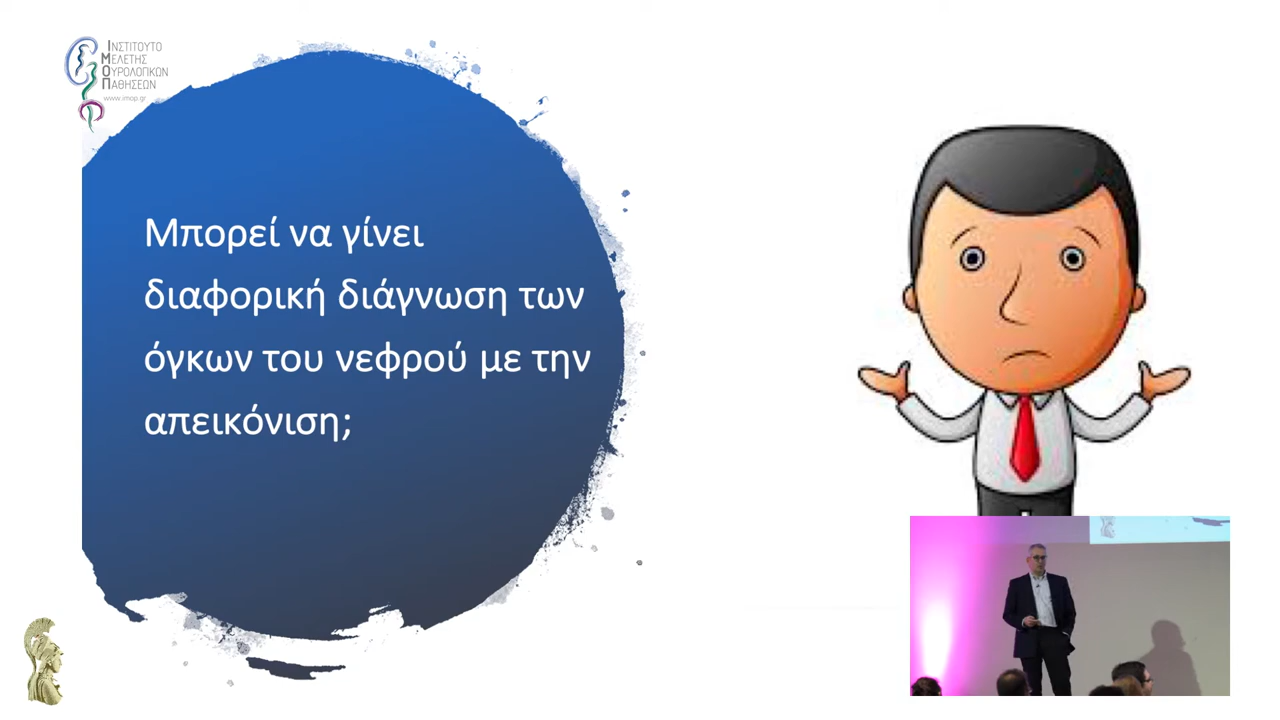 ΙΝΣΤΙΤΟΥΤΟ
ΜΕΛΕΤΗΣ
ΟΥΡΟΛΟΓΙΚΩΝ
ΠΑΘΗΣΕΩΝ
www.imop.gr
Μπορεί να γίνει
διαφορική διάγνωση των
όγκων του νεφρού με την
απεικόνιση;